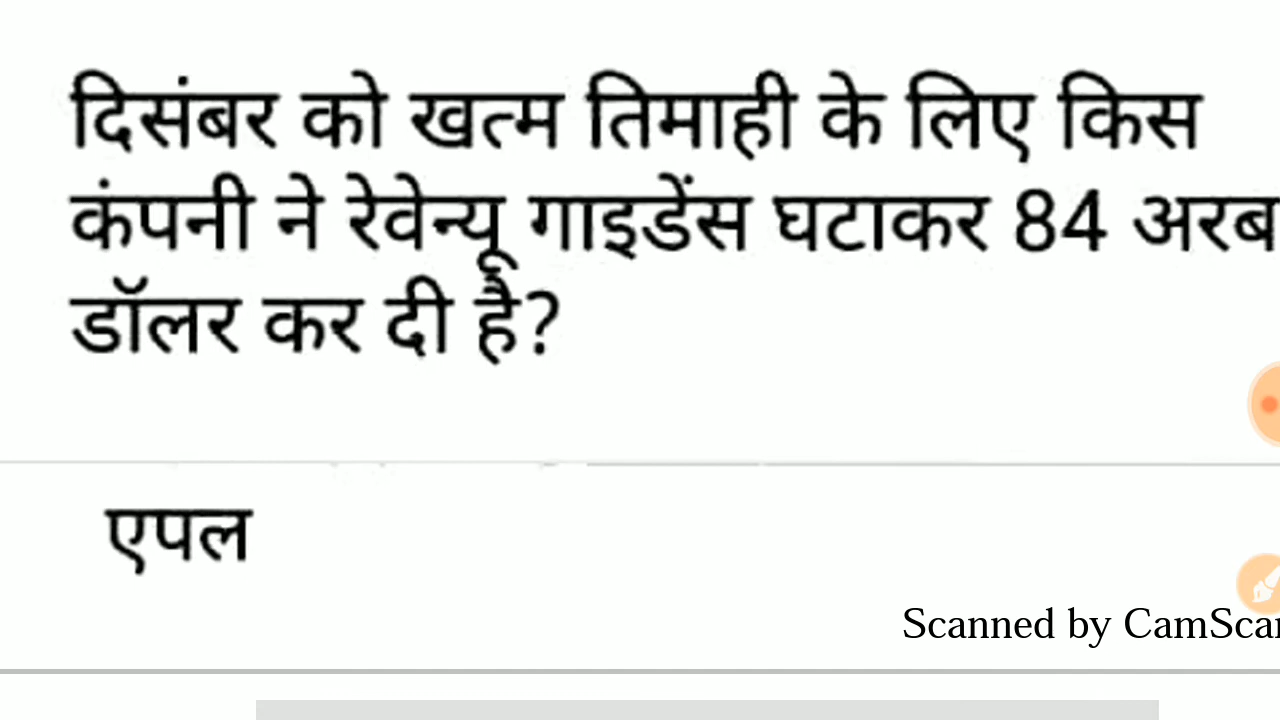 दिसंबर को खत्म तिमाही के लिए किस
कंपनी ने रेवेन्यू गाइडेंस घटाकर 84 अरब
डॉलर कर दी है?
एपल
Scanned by CamScan